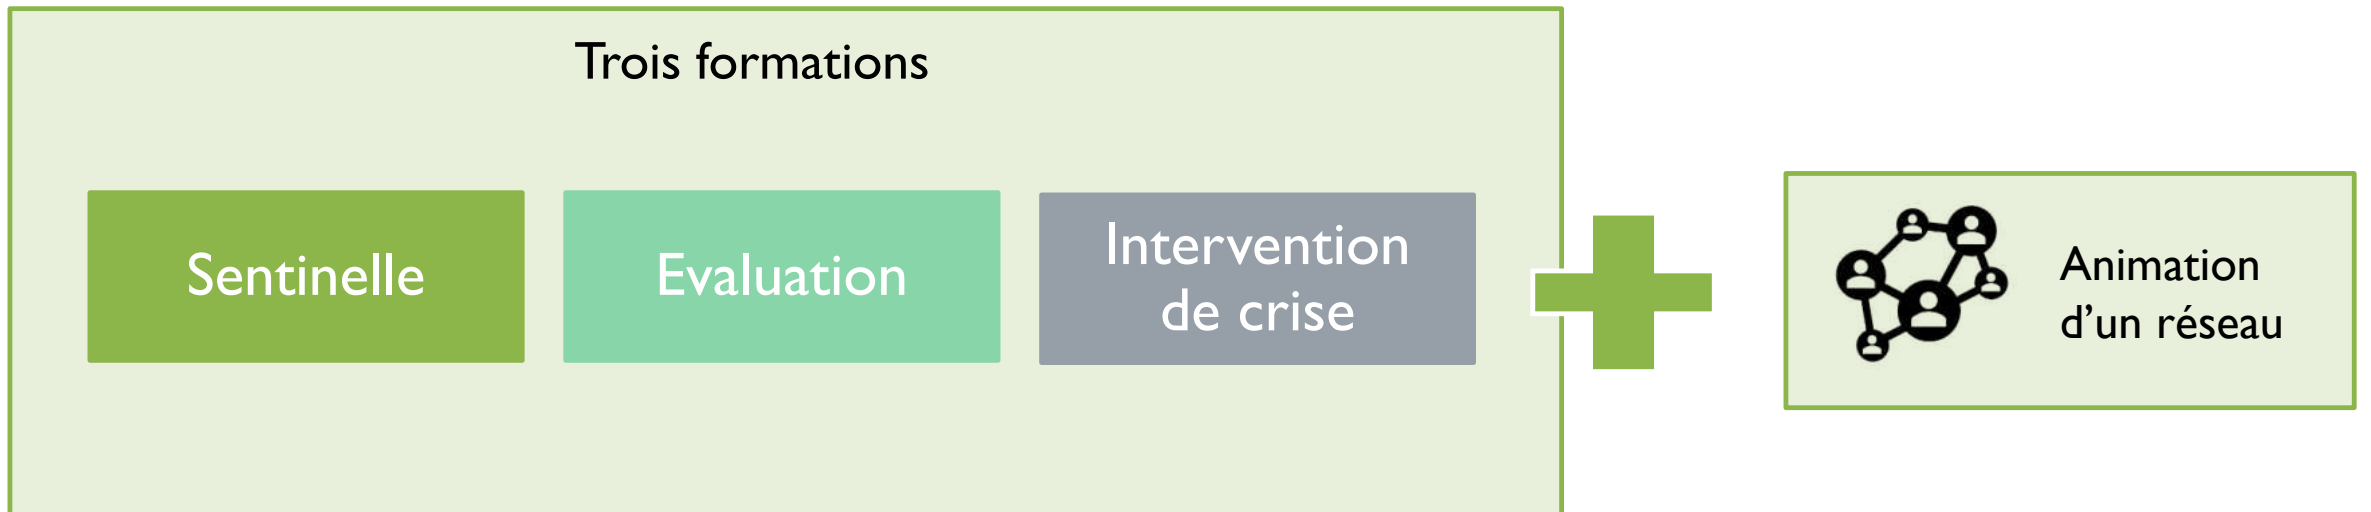 Trois formations
Sentinelle
Evaluation
Intervention
de crise
Animation
d’un réseau